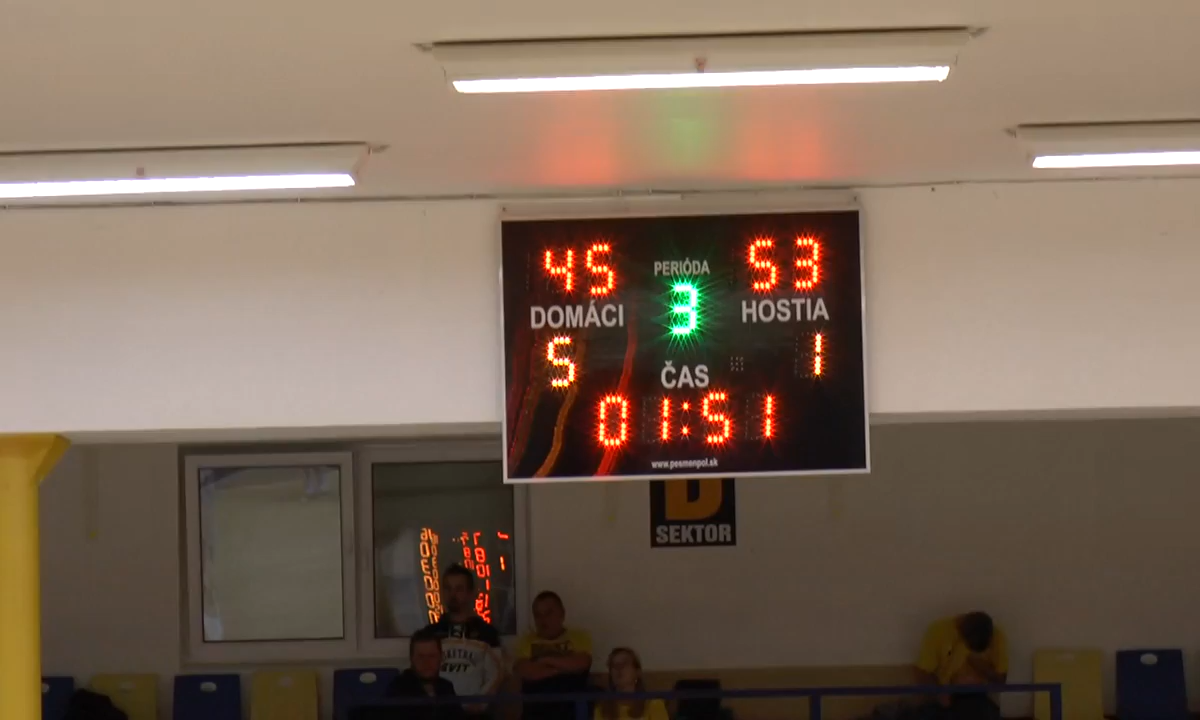 45 53
PERIÓDA
3
DOMÁCI HOSTIA
5 1
ČAS
01:51
www.pesmenpol.sk
D
SEKTOR